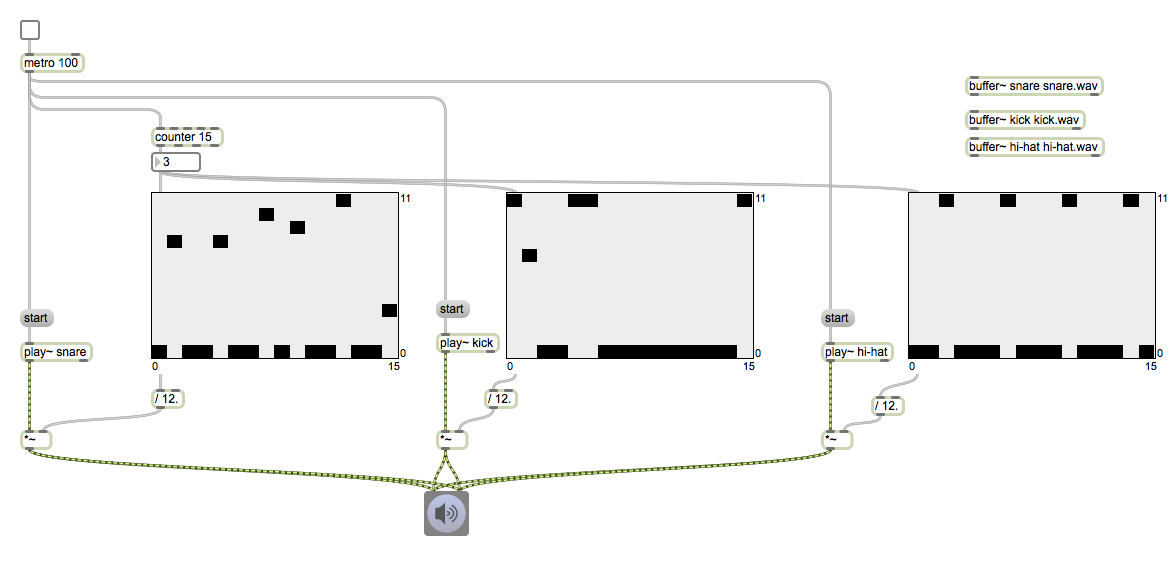 metro 100
buffer~ snare snare.wav
buffer~ kick kick.wav
counter 15
buffer~ hi-hat hi-hat.wav
3
11
11
11
start
start
start
play~ snare
play~ kick
play~ hi-hat
0
0
0
0
15
0
15
0
15
/ 12.
/ 12.
/ 12.
*~
*~
*~